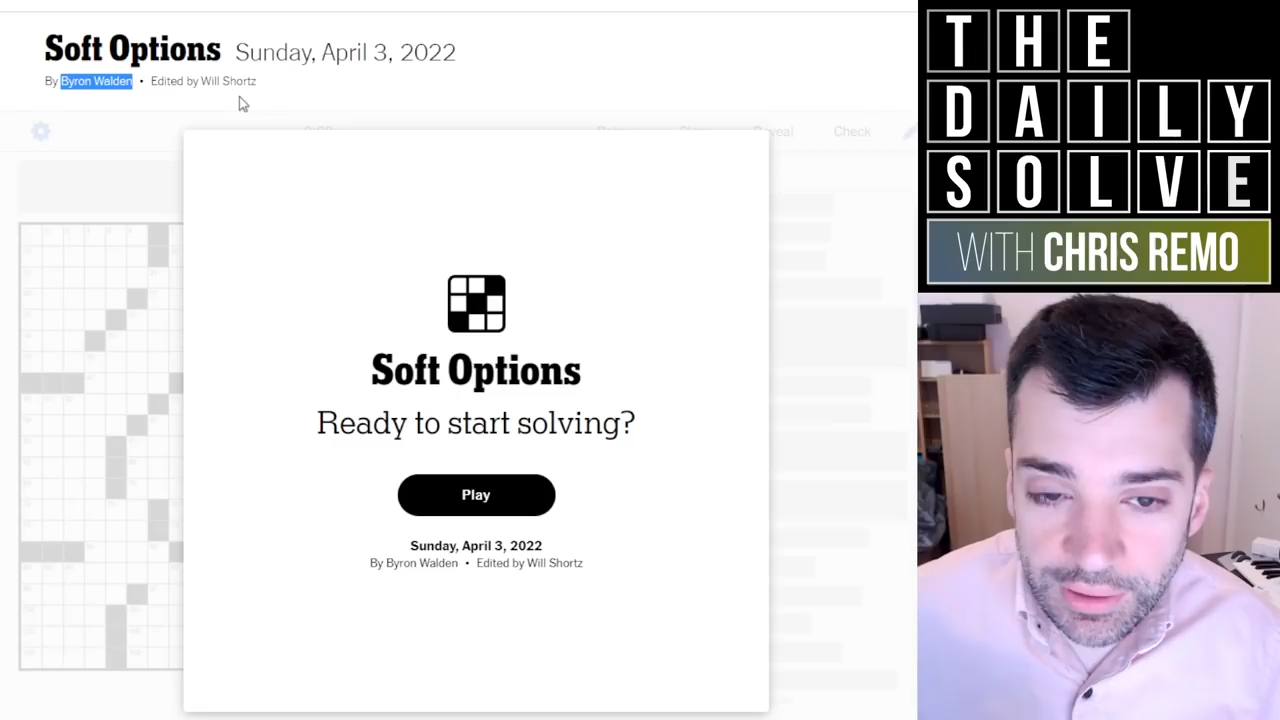 Soft Options Sunday, April 3, 2022
By Byron Walden • Edited by Will Shortz
Check
Soft Options
Ready to start solving?
Play
Sunday, April 3, 2022
By Byron Walden • Edited by Will Shortz
THE
DAILY
SOLVE
WITH CHRIS REMO